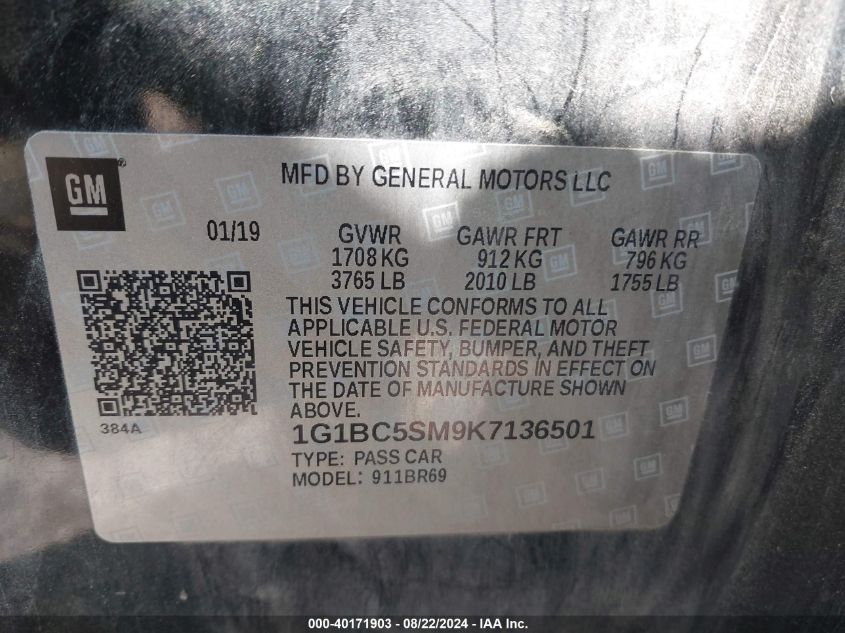 GM
MFD BY GENERAL MOTORS LLC
01/19 GVWR GAWR FRT GAWR RR
1708 KG 912 KG 796 KG
3765 LB 2010 LB 1755 LB
THIS VEHICLE CONFORMS TO ALL
APPLICABLE U.S. FEDERAL MOTOR
VEHICLE SAFETY, BUMPER, AND THEFT
PREVENTION STANDARDS IN EFFECT ON
THE DATE OF MANUFACTURE SHOWN
ABOVE.
384A
1G1BC5SM9K7136501
TYPE: PASS CAR
MODEL: 911BR69
000-40171903 - 08/22/2024 - IAAI.com